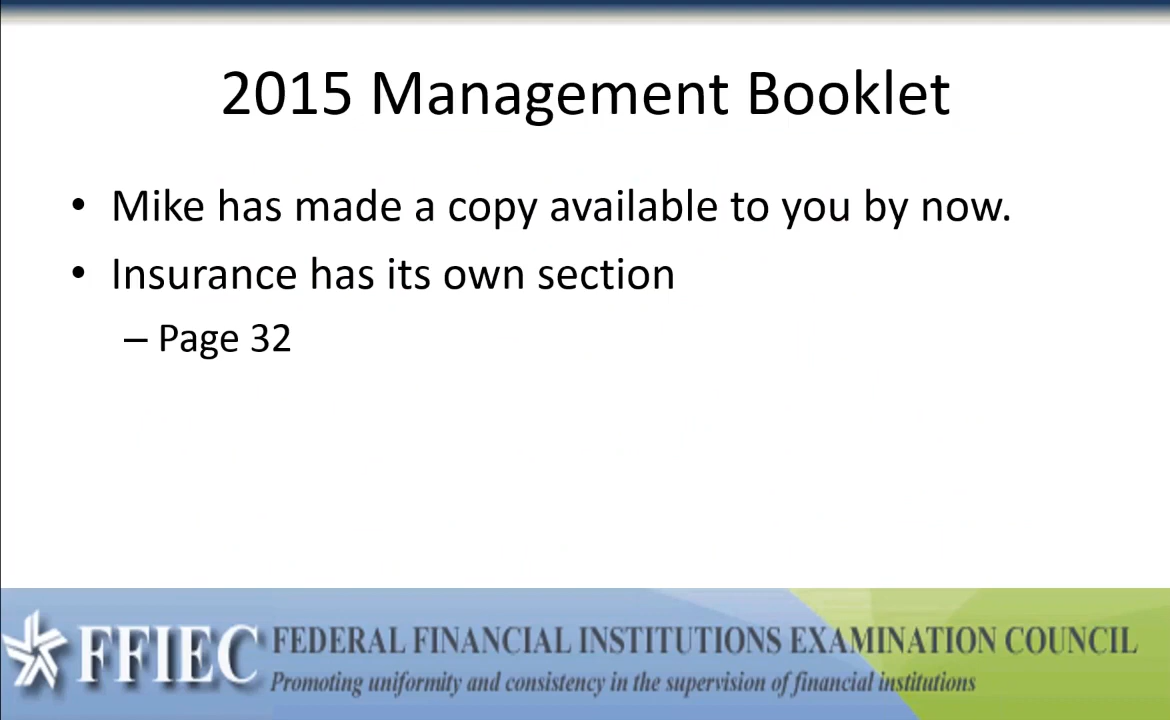 2015 Management Booklet
• Mike has made a copy available to you by now.
• Insurance has its own section
– Page 32
FFIEC FEDERAL FINANCIAL INSTITUTIONS EXAMINATION COUNCIL
Promoting uniformity and consistency in the supervision of financial institutions